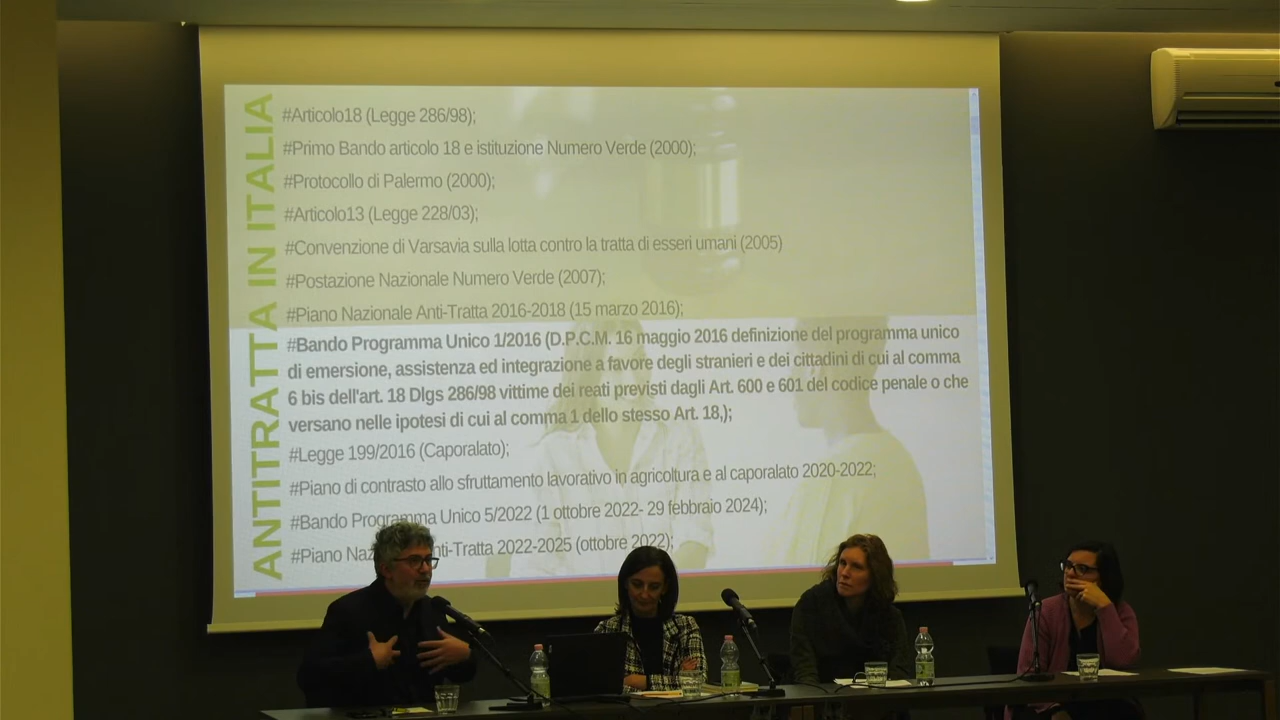 ANTITRATTA IN ITALIA
#Articolo18 (Legge 286/98);
#Primo Bando articolo 18 e istituzione Numero Verde (2000);
#Protocollo di Palermo (2000);
#Articolo13 (Legge 228/03);
#Convenzione di Varsavia sulla lotta contro la tratta di esseri umani (2005)
#Postazione Nazionale Numero Verde (2007);
#Piano Nazionale Anti-Tratta 2016-2018 (15 marzo 2016);
#Bando Programma Unico 1/2016 (D.P.C.M. 16 maggio 2016 definizione del programma unico
di emersione, assistenza ed integrazione a favore degli stranieri e dei cittadini di cui al comma
6 bis dell'art. 18 Dlgs 286/98 vittime dei reati previsti dagli Art. 600 e 601 del codice penale o che
versano nelle ipotesi di cui al comma 1 dello stesso Art. 18,);
#Legge 199/2016 (Caporalato);
#Piano di contrasto allo sfruttamento lavorativo in agricoltura e al caporalato 2020-2022;
#Bando Programma Unico 5/2022 (1 ottobre 2022- 29 febbraio 2024);
#Piano Naz nti-Tratta 2022-2025 (ottobre 2022);